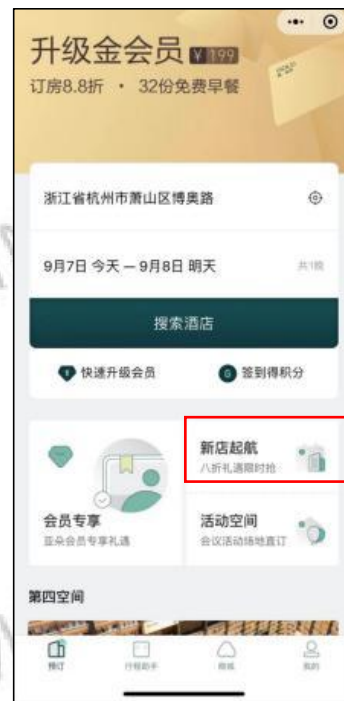 升级金会员 ¥199
订房8.8折 · 32份免费早餐
浙江省杭州市萧山区博奥路
9月7日 今天 — 9月8日 明天 共1晚
搜索酒店
快速升级会员 签到得积分
新店起航
八折礼遇限时抢
会员专享
亚朵会员专享礼遇
活动空间
会议活动场地直订
第四空间
预订 行程助手 商城 我的